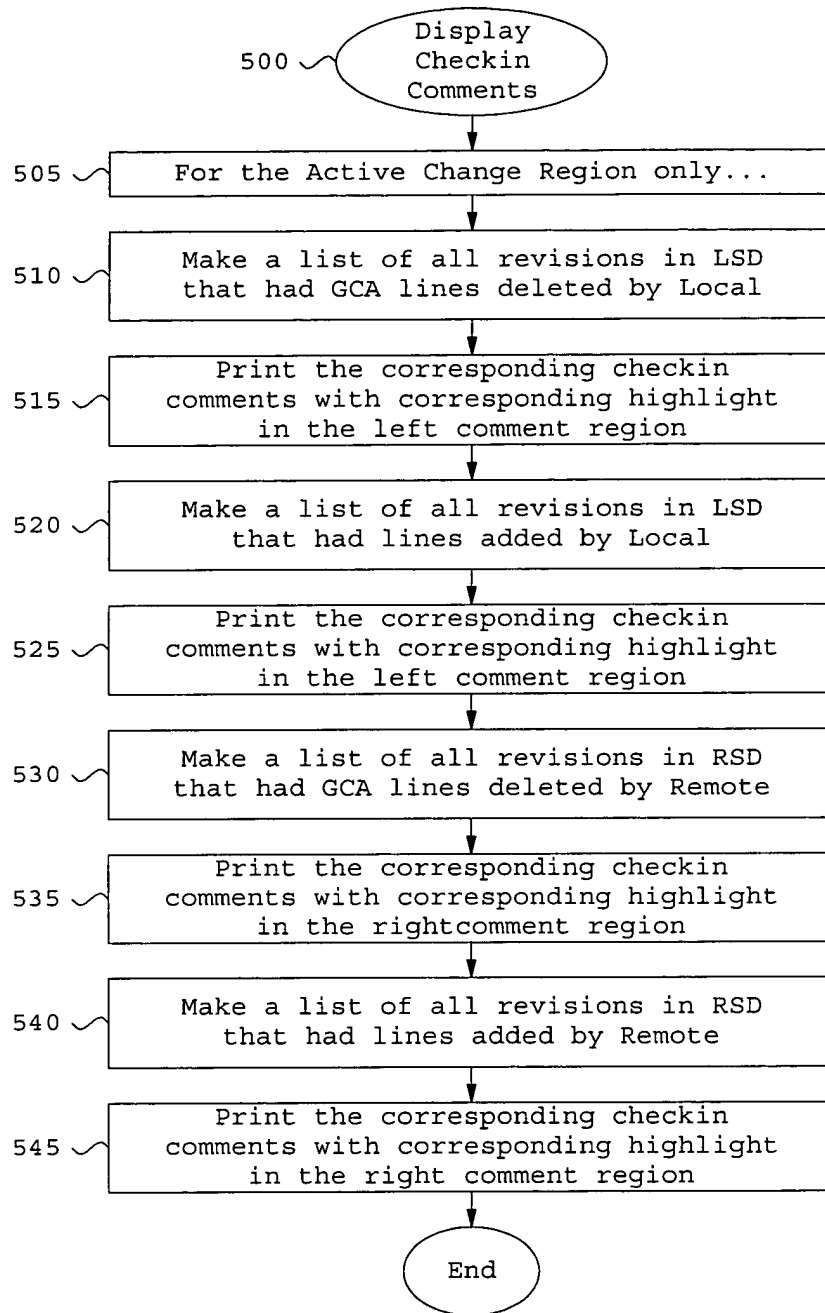 Display
500
Checkin
Comments
505
For the Active Change Region only...
510
Make a list of all revisions in LSD
that had GCA lines deleted by Local
515
Print the corresponding checkin
comments with corresponding highlight
in the left comment region
520
Make a list of all revisions in LSD
that had lines added by Local
525
Print the corresponding checkin
comments with corresponding highlight
in the left comment region
530
Make a list of all revisions in RSD
that had GCA lines deleted by Remote
535
Print the corresponding checkin
comments with corresponding highlight
in the rightcomment region
540
Make a list of all revisions in RSD
that had lines added by Remote
545
Print the corresponding checkin
comments with corresponding highlight
in the right comment region
End